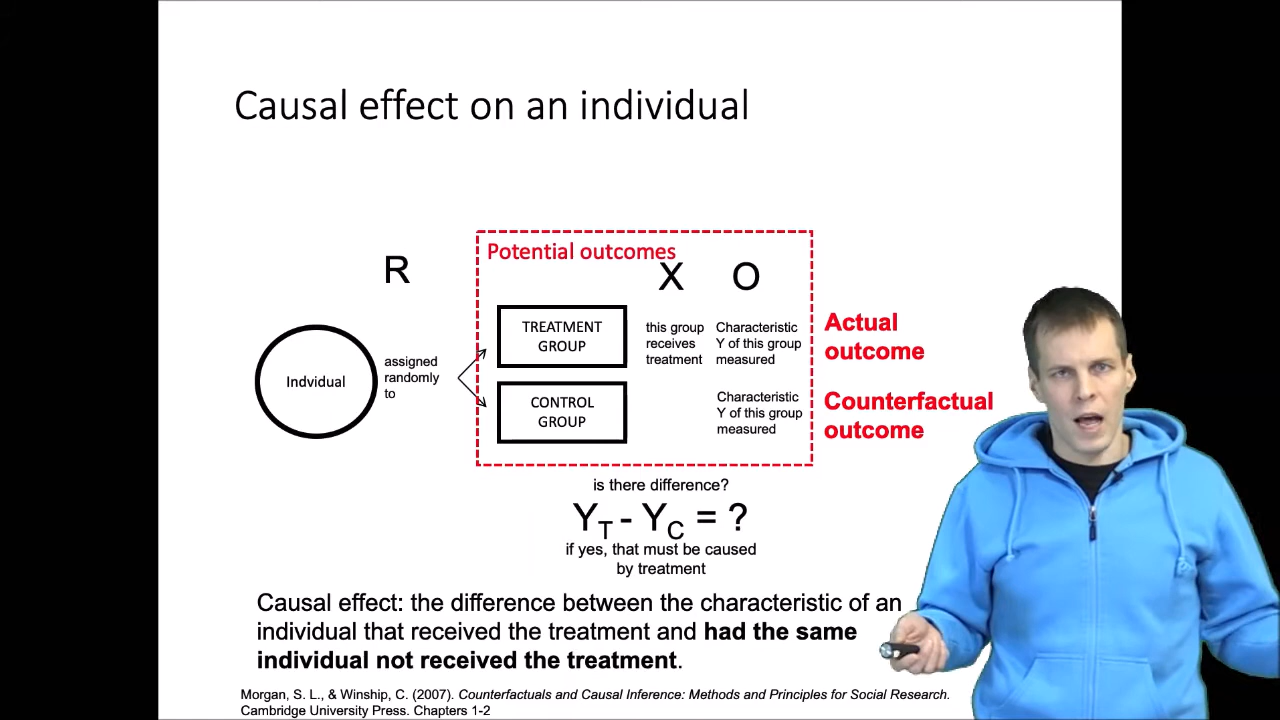 Causal effect on an individual
Potential outcomes
R
X
O
Indvidual
assigned
randomly
to
TREATMENT
GROUP
this group
receives
treatment
Characteristic
Y of this group
measured
Actual
outcome
CONTROL
GROUP
Characteristic
Y of this group
measured
Counterfactual
outcome
is there difference?
YT - YC = ?
if yes, that must be caused
by treatment
Causal effect: the difference between the characteristic of an
individual that received the treatment and had the same
individual not received the treatment.
Morgan, S. L., & Winship, C. (2007). Counterfactuals and Causal Inference: Methods and Principles for Social Research.
Cambridge University Press. Chapters 1-2